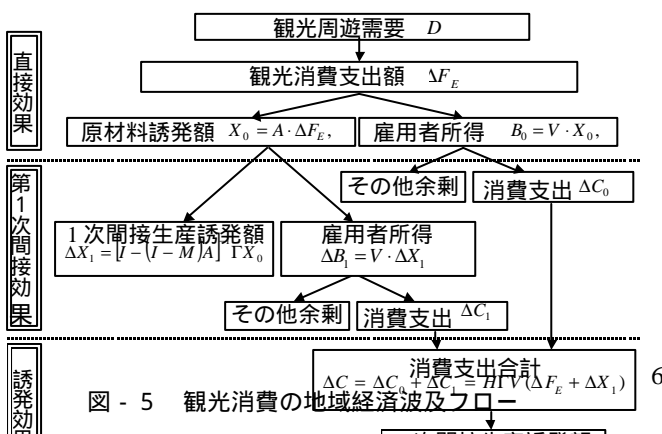 観光周遊需要 D
直接効果
観光消費支出額 ΔF_E
原材料誘発額 X_0 = A・ΔF_E,
雇用者所得 B_0 = V・X_0,
第1次間接効果
その他余剰
消費支出 ΔC_0
1次間接生産誘発額
ΔX_1 = [I − (I − M)A] ΓX_0
雇用者所得
ΔB_1 = V・ΔX_1
その他余剰
消費支出 ΔC_1
消費支出合計
ΔC = ΔC_0 + ΔC_1 = HΓV(ΔF_E + ΔX_1)
6
図 - 5 観光消費の地域経済波及フロー
誘発効